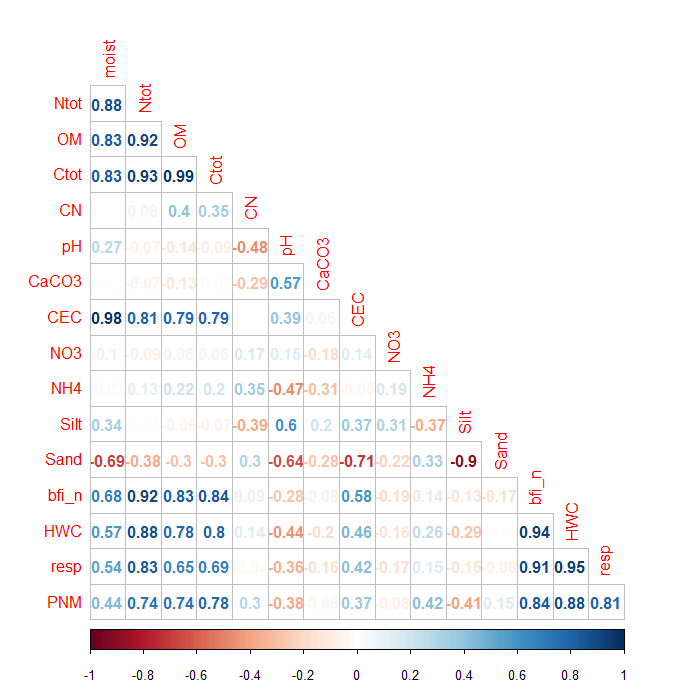 moist
Ntot 0.88 Ntot
OM 0.83 0.92 OM
Ctot 0.83 0.93 0.99 Ctot
CN 0.08 0.4 0.35 CN
pH 0.27 -0.07 -0.14 -0.09 -0.48 pH
CaCO3 -0.07 -0.13 -0.29 0.57 CaCO3
CEC 0.98 0.81 0.79 0.79 0.39 0.06 CEC
NO3 0.1 -0.09 0.06 0.06 0.17 0.15 -0.18 0.14 NO3
NH4 0.13 0.22 0.2 0.35 -0.47 -0.31 -0.05 0.19 NH4
Silt 0.34 -0.06 -0.07 -0.39 0.6 0.2 0.37 0.31 -0.37 Silt
Sand -0.69 -0.38 -0.3 -0.3 0.3 -0.64 -0.28 -0.71 -0.22 0.33 -0.9 Sand
bfi_n 0.68 0.92 0.83 0.84 0.09 -0.28 -0.08 0.58 -0.19 0.14 -0.13 -0.17 bfi_n
HWC 0.57 0.88 0.78 0.8 0.14 -0.44 -0.2 0.46 -0.16 0.26 -0.29 0.94 HWC
resp 0.54 0.83 0.65 0.69 -0.04 -0.36 -0.16 0.42 -0.17 0.15 -0.15 -0.08 0.91 0.95 resp
PNM 0.44 0.74 0.74 0.78 0.3 -0.38 0.06 0.37 -0.08 0.42 -0.41 0.15 0.84 0.88 0.81
-1 -0.8 -0.6 -0.4 -0.2 0 0.2 0.4 0.6 0.8 1